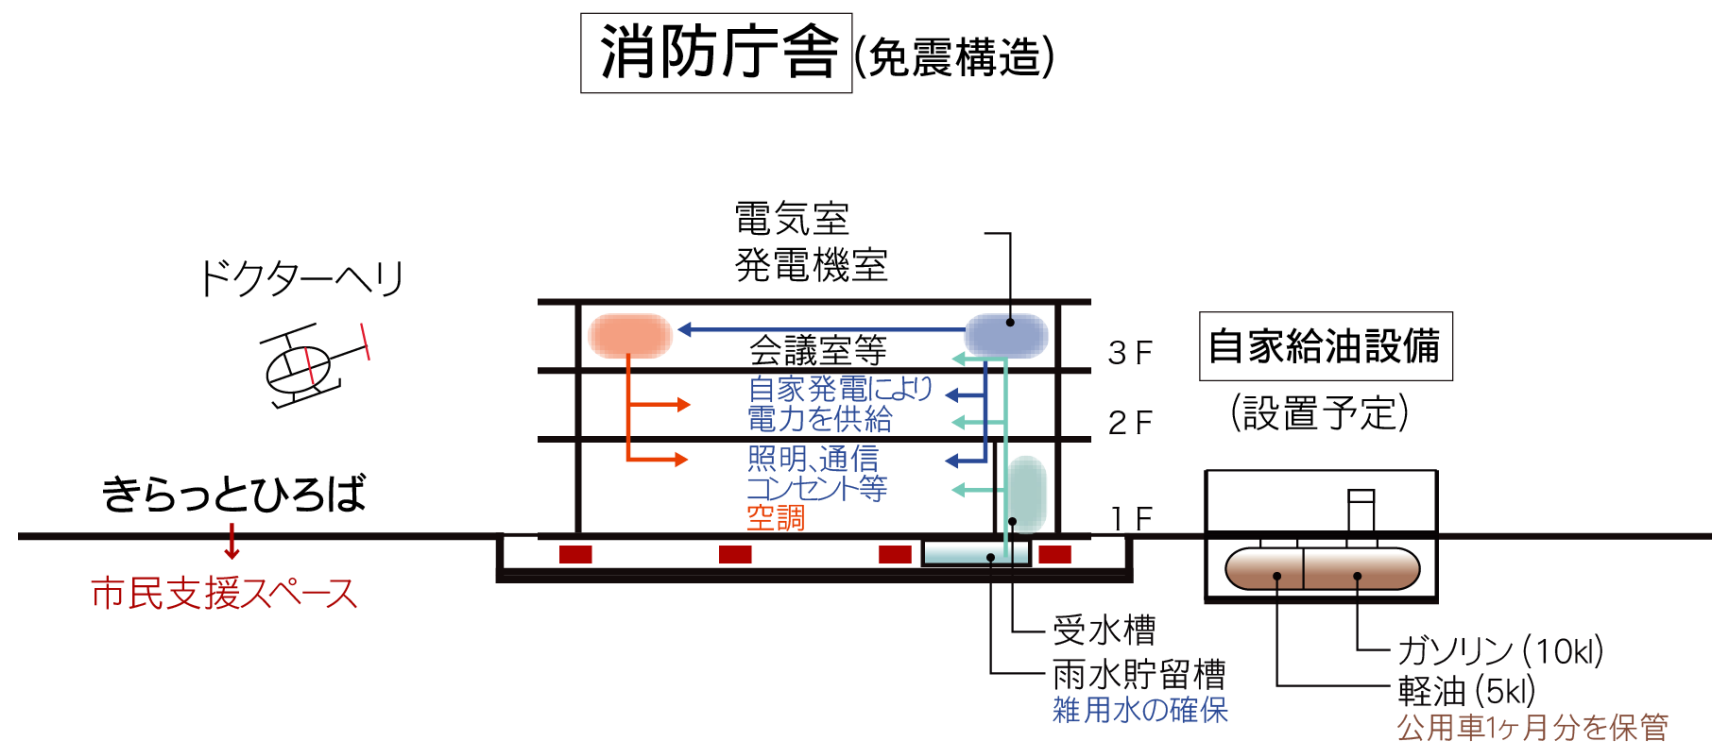 消防庁舎(免震構造)
電気室
発電機室
ドクターヘリ
会議室等
3F
自家発電により
電力を供給
2F
照明、通信
コンセント等
空調
1F
自家給油設備
(設置予定)
きらっとひろば
市民支援スペース
受水槽
雨水貯留槽
雑用水の確保
ガソリン(10kl)
軽油(5kl)
公用車1ヶ月分を保管